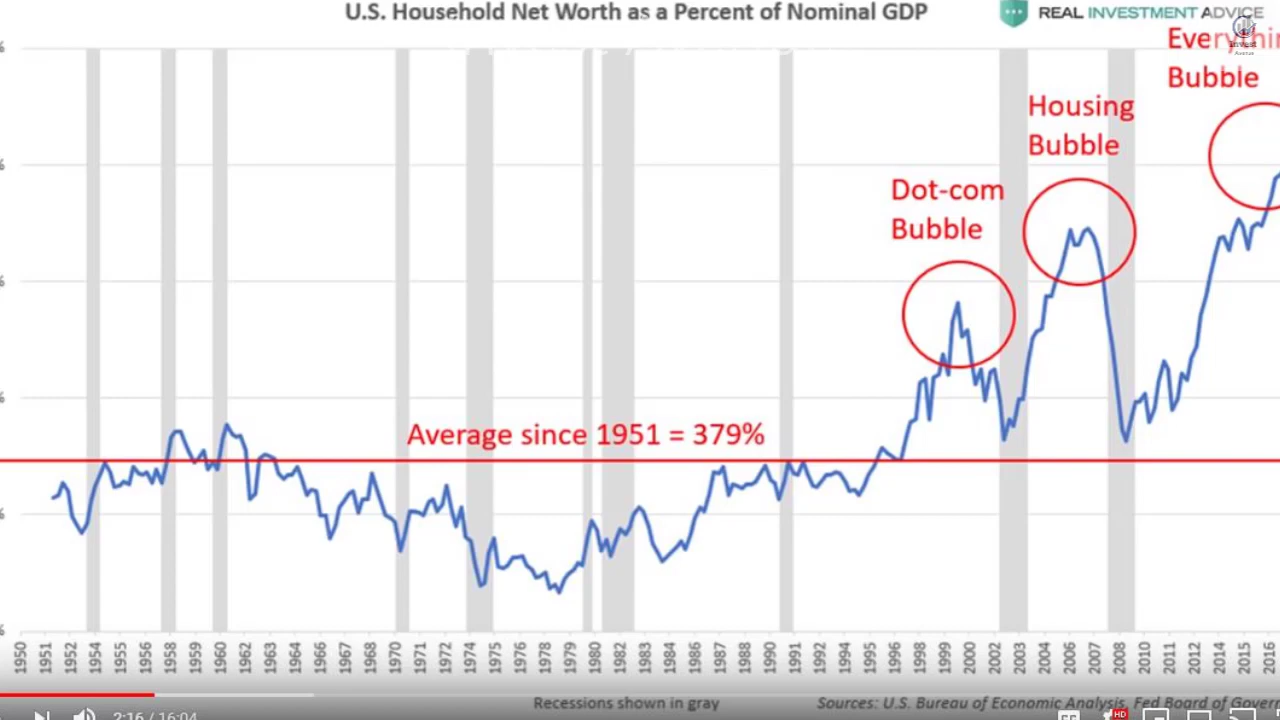 U.S. Household Net Worth as a Percent of Nominal GDP
REAL INVESTMENT ADVICE
invest
Avenue
Bubble
Housing
Bubble
Dot-com
Bubble
Average since 1951 = 379%
%
%
%
%
%
%
1950 1951 1952 1954 1955 1956 1958 1959 1960 1962 1963 1964 1966 1967 1968 1970 1971 1972 1974 1975 1976 1978 1979 1980 1982 1983 1984 1986 1987 1988 1990 1991 1992 1994 1995 1996 1998 1999 2000 2002 2003 2004 2006 2007 2008 2010 2011 2012 2014 2015 2016
Recessions shown in gray
Sources: U.S. Bureau of Economic Analysis, Fed Board of
2:16 / 16:04
CC
HD